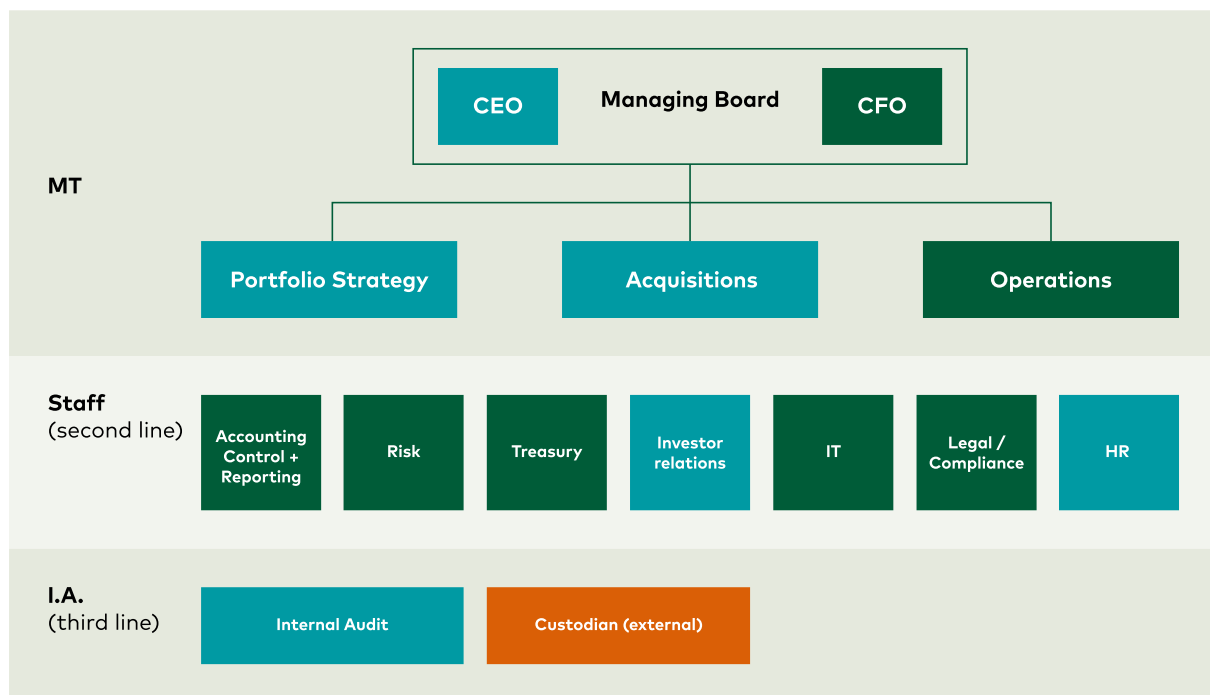 CEO
Managing Board
CFO
MT
Portfolio Strategy
Acquisitions
Operations
Staff
(second line)
Accounting
Control +
Reporting
Risk
Treasury
Investor
relations
IT
Legal /
Compliance
HR
I.A.
(third line)
Internal Audit
Custodian (external)